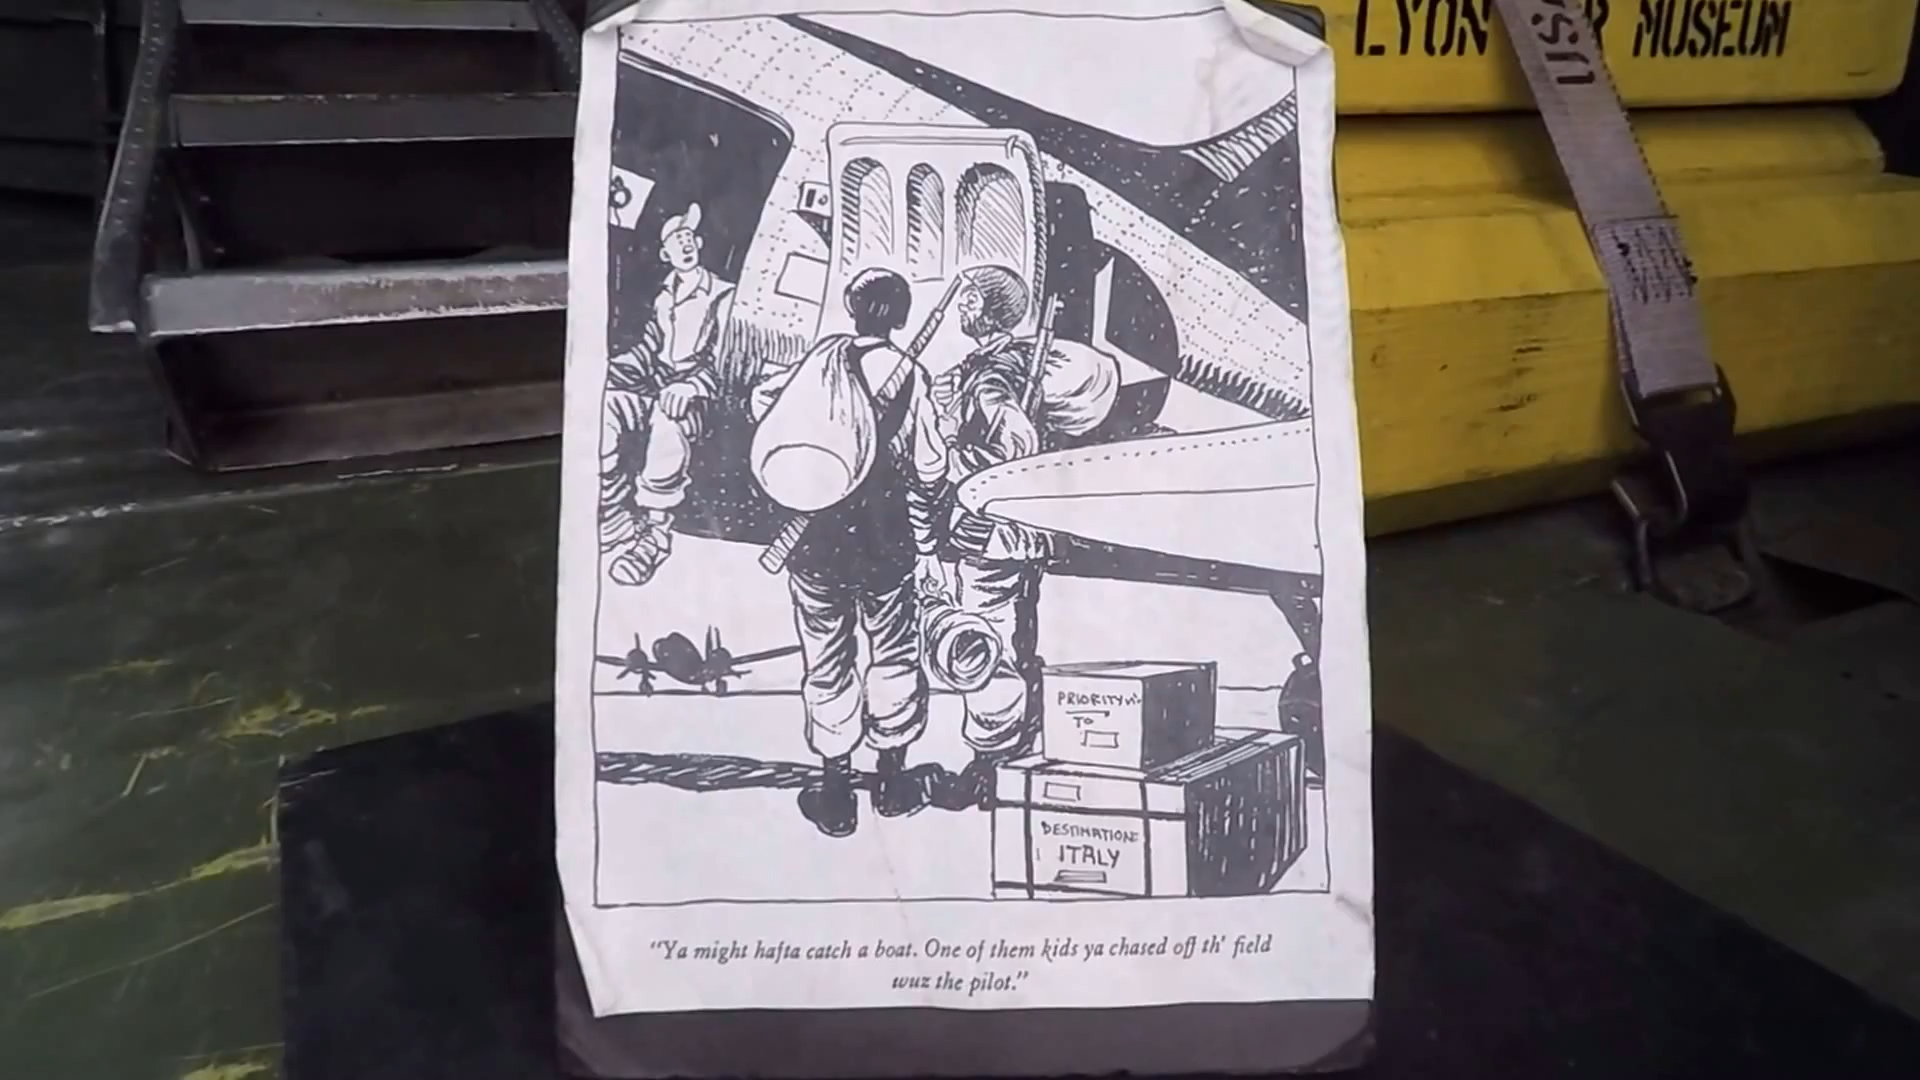 LYON MUSEUM
USA
PRIORITY
TO
DESTINATION:
ITALY
"Ya might hafta catch a boat. One of them kids ya chased off th' field
wuz the pilot."